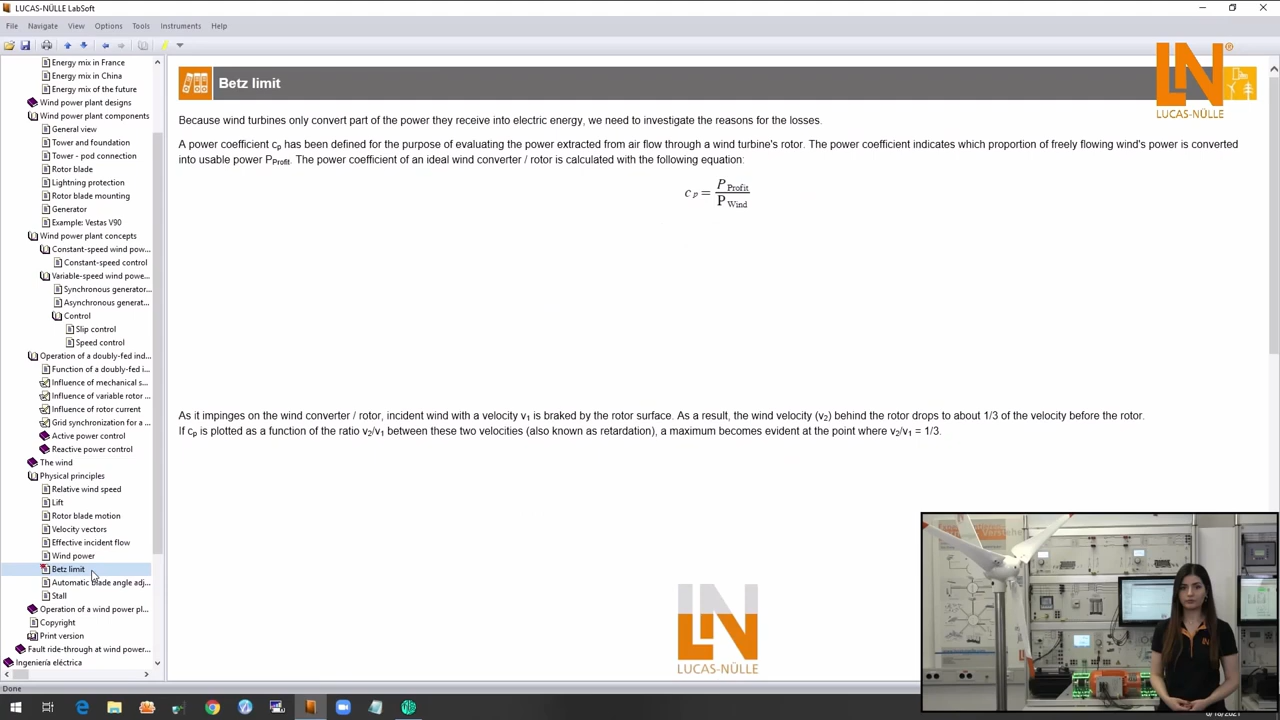 LUCAS-NÜLLE LabSoft
File Navigate Views Options Tools Instruments Help
Energy mix in France
Energy mix in China
Energy mix of the future
Wind power plant designs
Wind power plant components
General view
Tower and foundation
Tower - pod connection
Rotor blade
Lightning protection
Rotor blade mounting
Generator
Example: Vestas V90
Wind power plant concepts
Constant-speed wind pow...
Constant-speed control
Variable-speed wind powe...
Synchronous generator...
Asynchronous generat...
Control
Slip control
Speed control
Operation of a doubly-fed ind...
Function of a doubly-fed i...
Influence of mechanical s...
Influence of variable rotor ...
Influence of rotor current
Grid synchronization for a ...
Active power control
Reactive power control
The wind
Physical principles
Relative wind speed
Lift
Rotor blade motion
Velocity vectors
Effective incident flow
Wind power
Betz limit
Automatic blade angle adj...
Stall
Operation of a wind power pl...
Copyright
Print version
Fault ride-through at wind power...
Ingeniería eléctrica
Done
Betz limit
LN®
LUCAS-NÜLLE
Because wind turbines only convert part of the power they receive into electric energy, we need to investigate the reasons for the losses.
A power coefficient cp has been defined for the purpose of evaluating the power extracted from air flow through a wind turbine's rotor. The power coefficient indicates which proportion of freely flowing wind's power is converted
into usable power PProfit. The power coefficient of an ideal wind converter / rotor is calculated with the following equation:
c p = P Profit / P Wind
As it impinges on the wind converter / rotor, incident wind with a velocity v1 is braked by the rotor surface. As a result, the wind velocity (v2) behind the rotor drops to about 1/3 of the velocity before the rotor.
If cp is plotted as a function of the ratio v2/v1 between these two velocities (also known as retardation), a maximum becomes evident at the point where v2/v1 = 1/3.
LN
LUCAS-NÜLLE